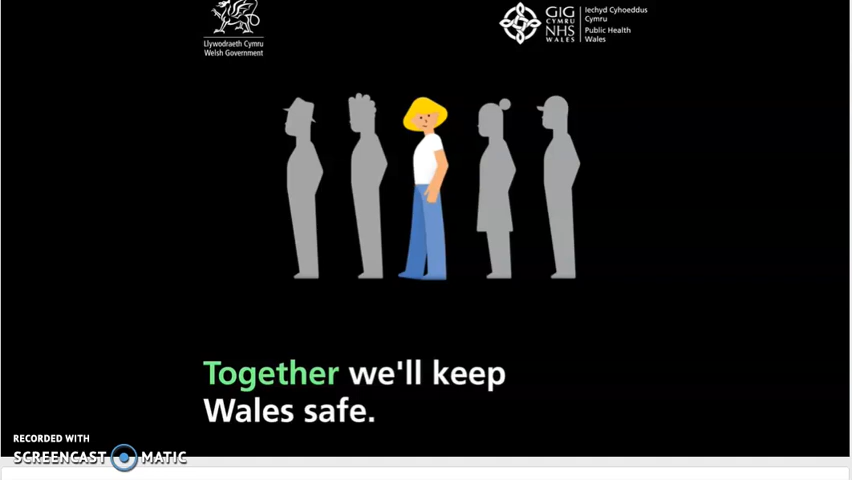 Llywodraeth Cymru
Welsh Government
GIG
CYMRU
NHS
WALES
Iechyd Cyhoeddus
Cymru
Public Health
Wales
Together we'll keep
Wales safe.
RECORDED WITH
SCREENCAST MATIC